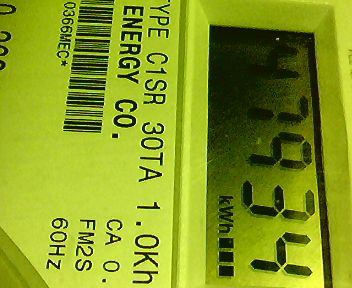 47934
kWh
TYPE C1SR 30TA 1.0Kh
ENERGY CO.
CA 0.
FM2S
0366MEC*
60Hz